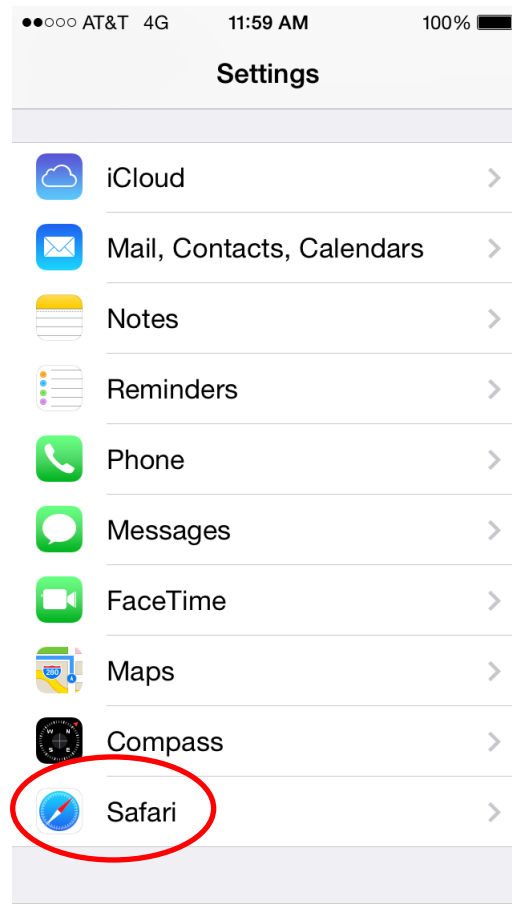 AT&T 4G 11:59 AM 100%
Settings
iCloud
Mail, Contacts, Calendars
Notes
Reminders
280
Phone
Messages
FaceTime
Maps
W N
S E
Compass
Safari